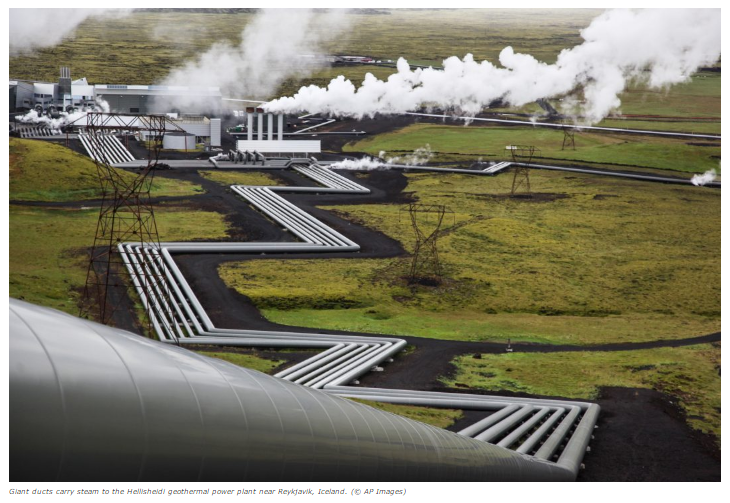 Giant ducts carry steam to the Hellisheidi geothermal power plant near Reykjavik, Iceland. (© AP Images)